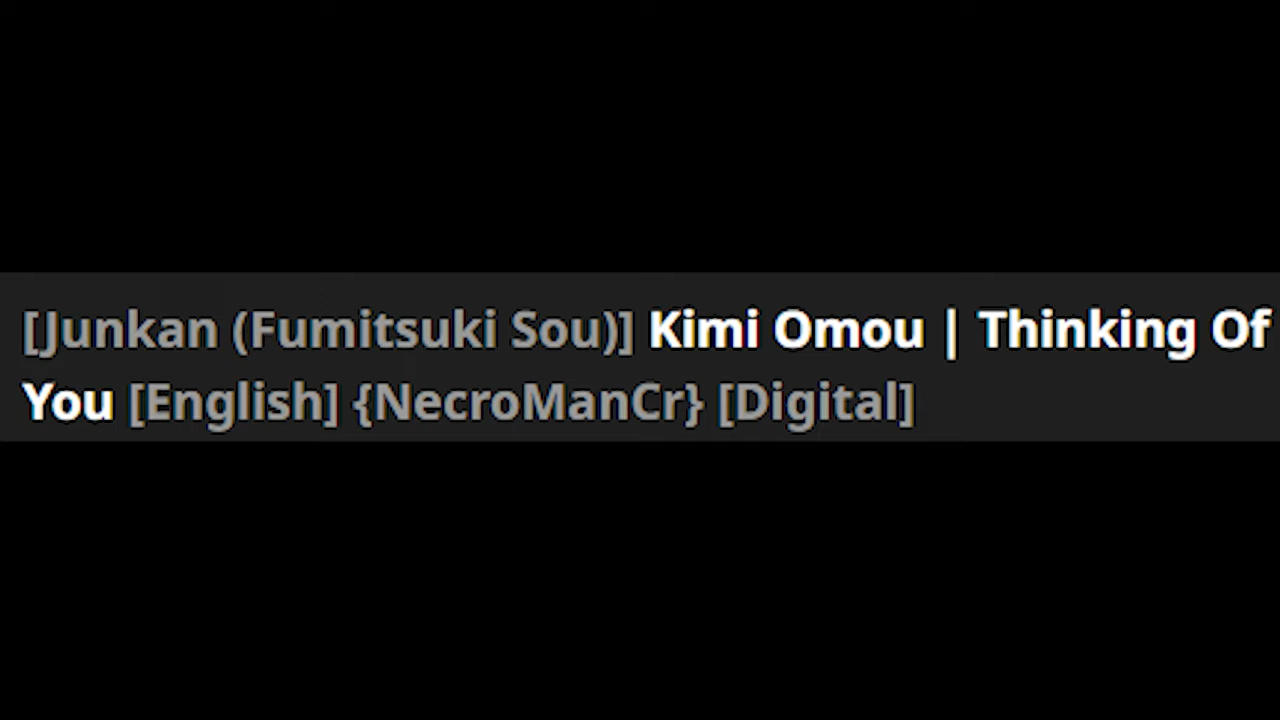 [Junkan (Fumitsuki Sou)] Kimi Omou | Thinking Of
You [English] {NecroManCr} [Digital]